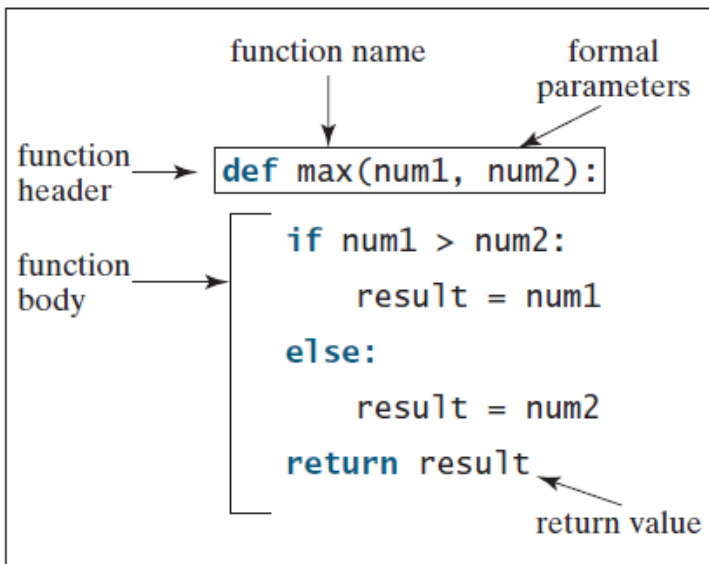 function name
formal
parameters
function
header
def max(num1, num2):
function
body
if num1 > num2:
result = num1
else:
result = num2
return result
return value